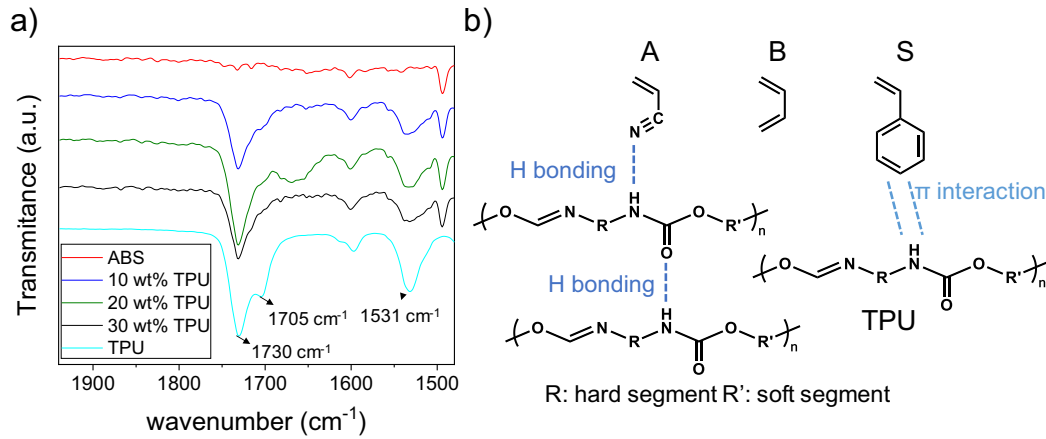 a)
Transmitiance (a.u.)
ABS
10 wt% TPU
20 wt% TPU
30 wt% TPU
TPU
1705 cm⁻¹
1531 cm⁻¹
1730 cm⁻¹
1900 1800 1700 1600 1500
wavenumber (cm⁻¹)
b)
A B S
N C
H bonding
π interaction
H
O N R N O R' n
O
H bonding
H
O N R N O R' n
O
TPU
H
O N R N O R' n
O
R: hard segment R': soft segment